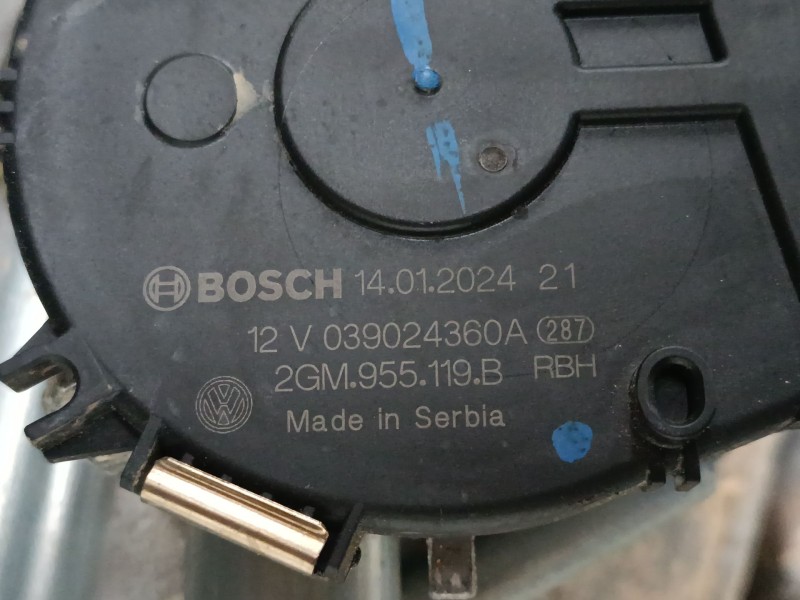 BOSCH 14.01.2024 21
12 V 039024360A 287
2GM.955.119.B RBH
Made in Serbia